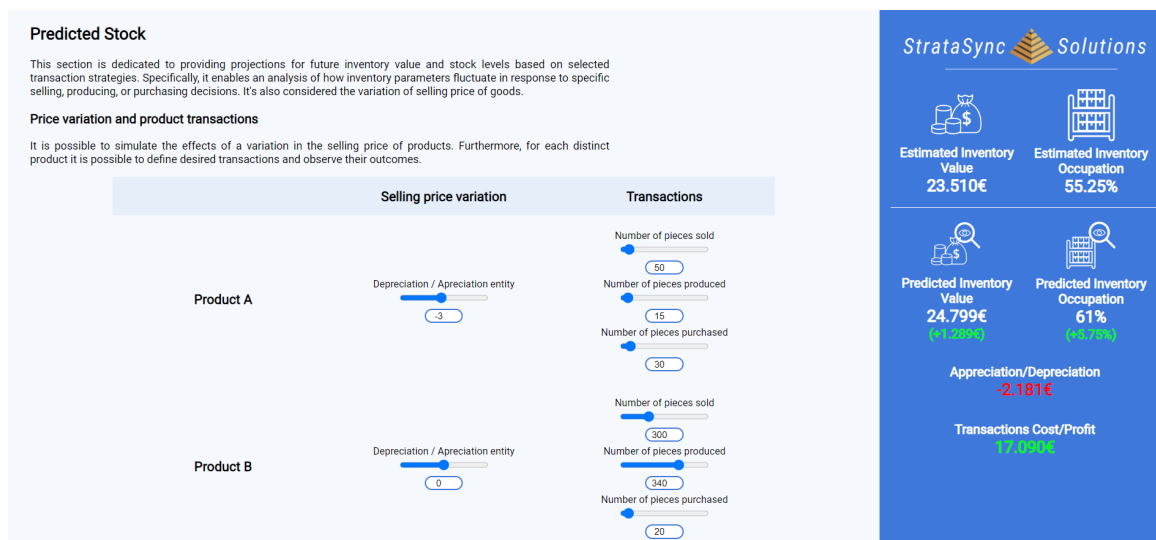 Predicted Stock
This section is dedicated to providing projections for future inventory value and stock levels based on selected
transaction strategies. Specifically, it enables an analysis of how inventory parameters fluctuate in response to specific
selling, producing, or purchasing decisions. It's also considered the variation of selling price of goods.
Price variation and product transactions
It is possible to simulate the effects of a variation in the selling price of products. Furthermore, for each distinct
product it is possible to define desired transactions and observe their outcomes.
Selling price variation
Transactions
Product A
Depreciation / Apreciation entity
-3
Number of pieces sold
50
Number of pieces produced
15
Number of pieces purchased
30
Product B
Depreciation / Apreciation entity
0
Number of pieces sold
300
Number of pieces produced
340
Number of pieces purchased
20
StrataSync Solutions
Estimated Inventory
Value
23.510€
Estimated Inventory
Occupation
55.25%
Predicted Inventory
Value
24.799€
(+1.289€)
Predicted Inventory
Occupation
61%
(+5.75%)
Appreciation/Depreciation
-2.181€
Transactions Cost/Profit
17.090€